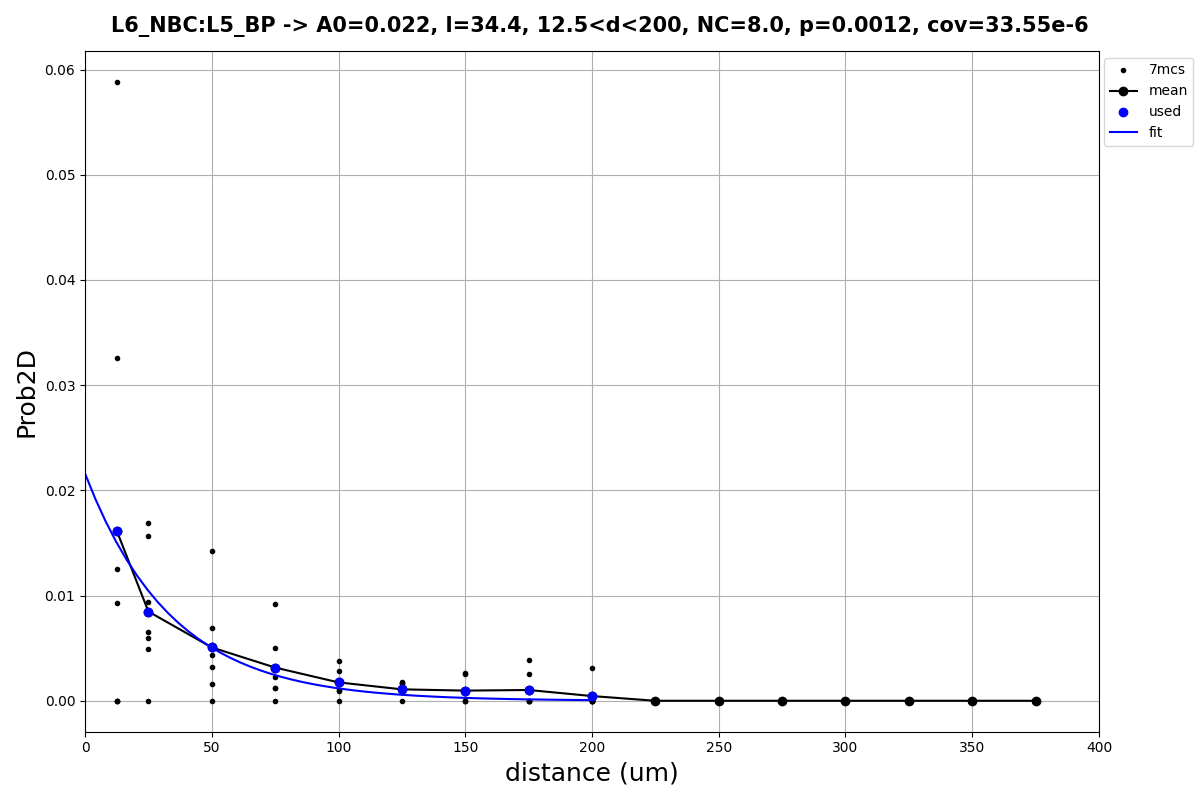 L6_NBC:L5_BP -> A0=0.022, l=34.4, 12.5<d<200, NC=8.0, p=0.0012, cov=33.55e-6
0.06
0.05
0.04
0.03
0.02
0.01
0.00
Prob2D
0
50
100
150
200
250
300
350
400
distance (um)
7mcs
mean
used
fit